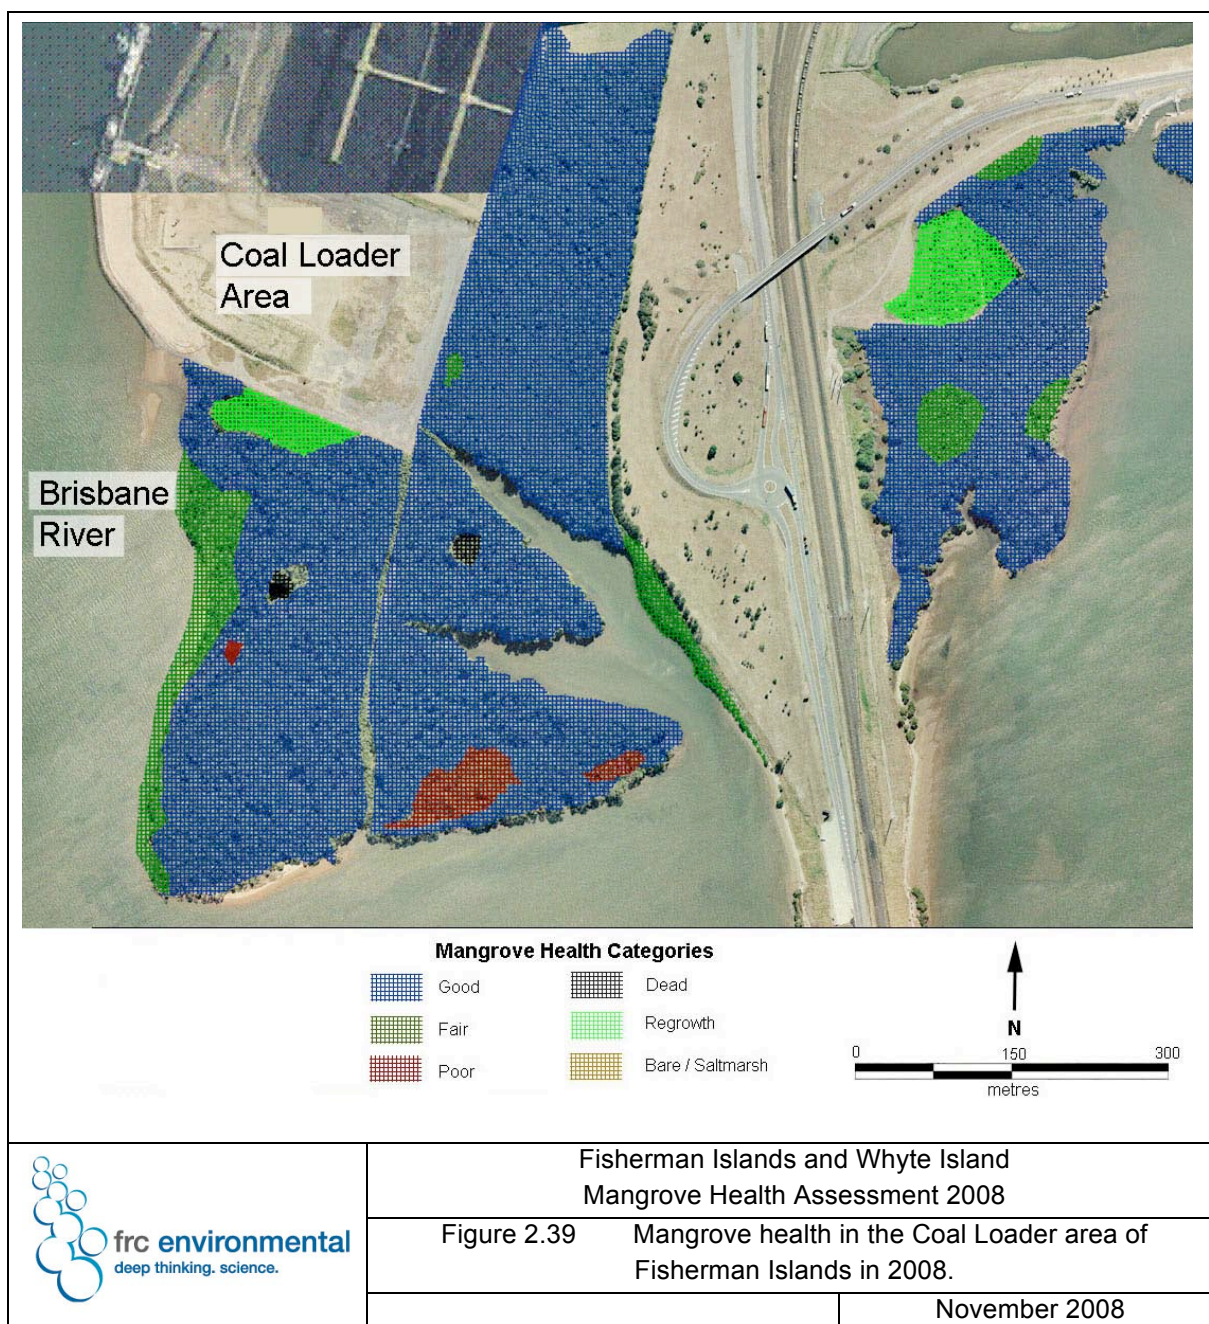 Coal Loader
Area
Brisbane
River
Mangrove Health Categories
Good
Fair
Poor
Dead
Regrowth
Bare / Saltmarsh
N
0 150 300
metres
frc environmental
deep thinking. science.
Fisherman Islands and Whyte Island
Mangrove Health Assessment 2008
Figure 2.39 Mangrove health in the Coal Loader area of
Fisherman Islands in 2008.
November 2008